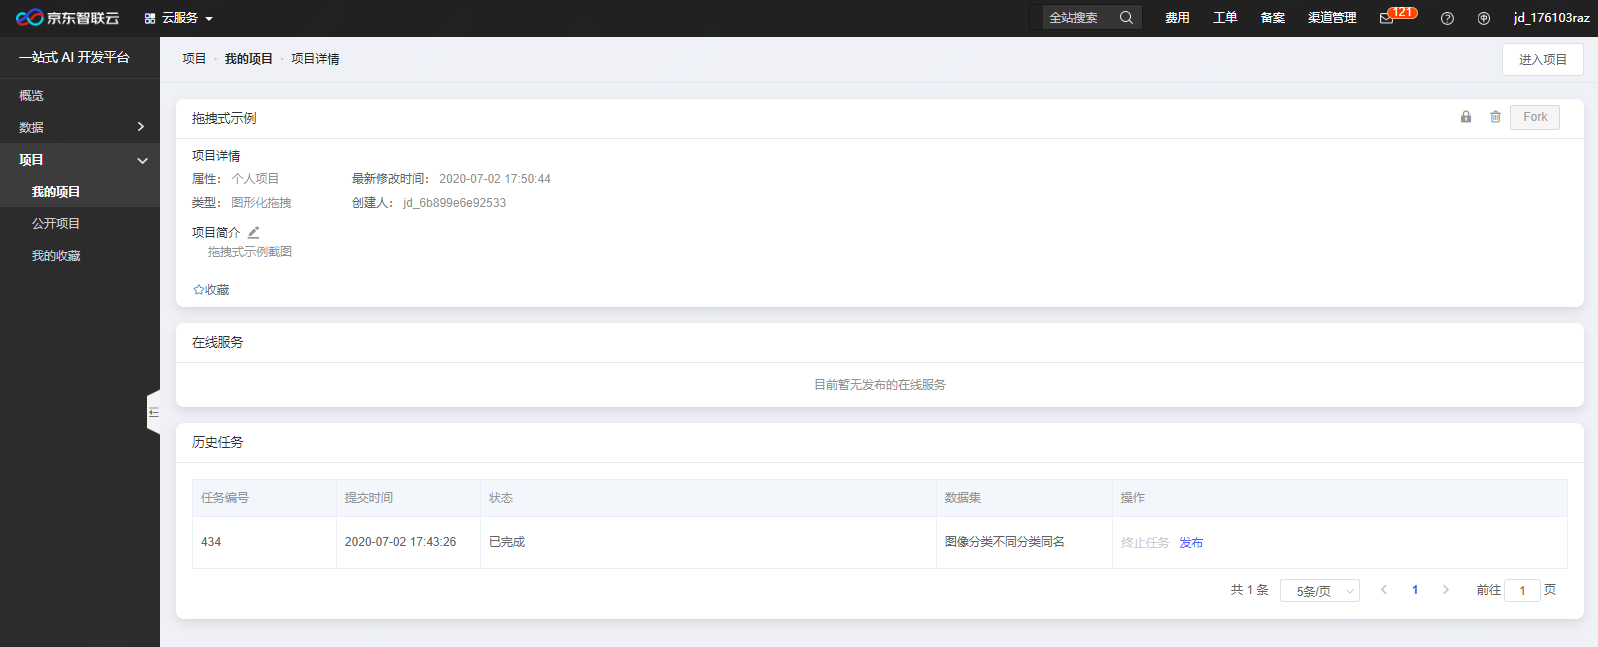 京东智联云 云服务 全站搜索 费用 工单 备案 渠道管理 121 jd_176103raz
一站式 AI 开发平台
概览
数据
项目
我的项目
公开项目
我的收藏
项目 · 我的项目 · 项目详情 进入项目
拖拽式示例 Fork
项目详情
属性： 个人项目 最新修改时间： 2020-07-02 17:50:44
类型： 图形化拖拽 创建人： jd_6b899e6e92533
项目简介
拖拽式示例截图
收藏
在线服务
目前暂无发布的在线服务
历史任务
任务编号 提交时间 状态 数据集 操作
434 2020-07-02 17:43:26 已完成 图像分类不同分类同名 终止任务 发布
共 1 条 5条/页 1 前往 1 页